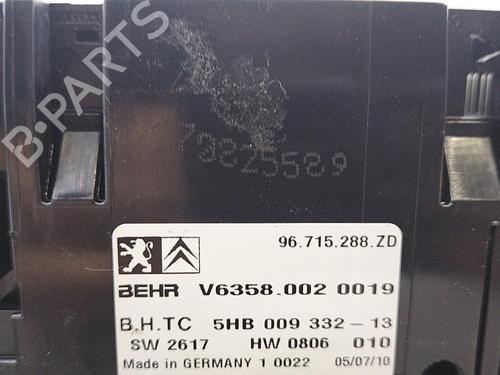 B-PARTS
79825589
96.715.288.ZD
BEHR V6358.002 0019
B.H.TC 5HB 009 332-13
SW 2617 HW 0806 010
Made in GERMANY 1 0022 05/07/10